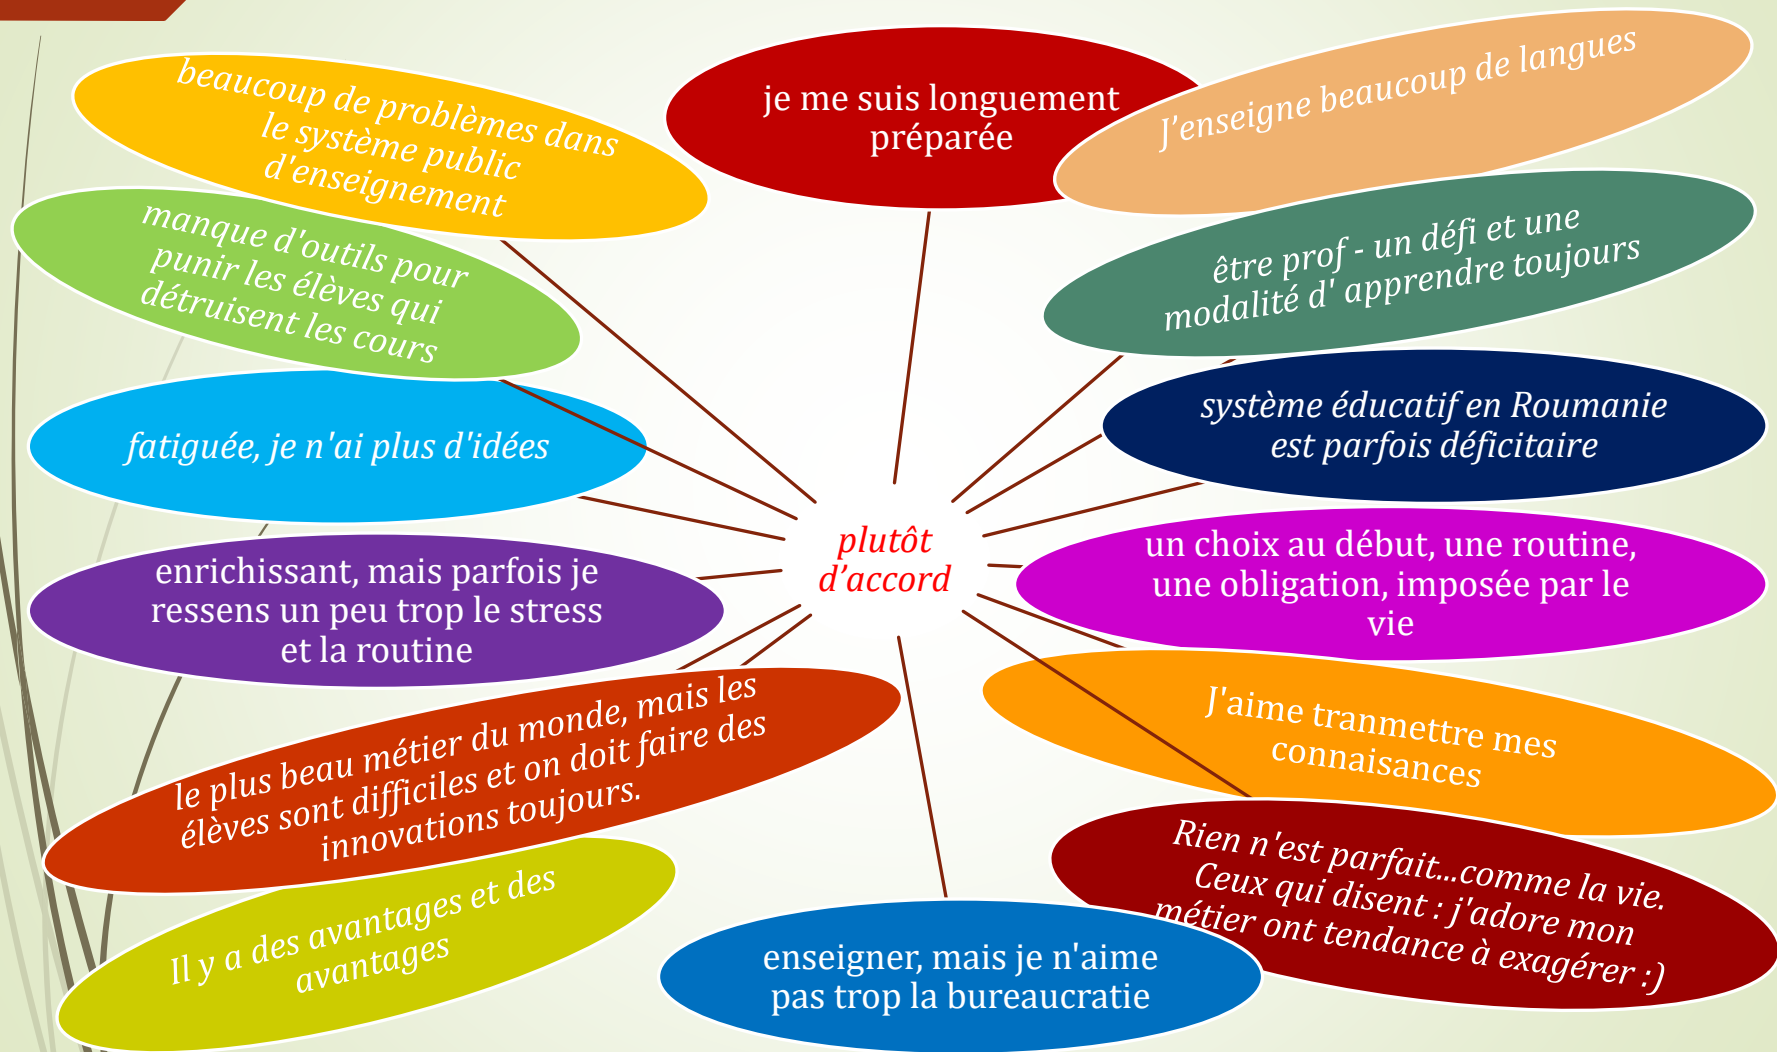 je me suis longuement
préparée
J’enseigne beaucoup de langues
être prof - un défi et une
modalité d' apprendre toujours
système éducatif en Roumanie
est parfois déficitaire
un choix au début, une routine,
une obligation, imposée par le
vie
J'aime tranmettre mes
connaisances
Rien n'est parfait...comme la vie.
Ceux qui disent : j'adore mon
métier ont tendance à exagérer :)
enseigner, mais je n'aime
pas trop la bureaucratie
Il y a des avantages et des
avantages
le plus beau métier du monde, mais les
élèves sont difficiles et on doit faire des
innovations toujours.
enrichissant, mais parfois je
ressens un peu trop le stress
et la routine
fatiguée, je n'ai plus d'idées
manque d'outils pour
punir les élèves qui
détruisent les cours
beaucoup de problèmes dans
le système public
d'enseignement
plutôt
d’accord